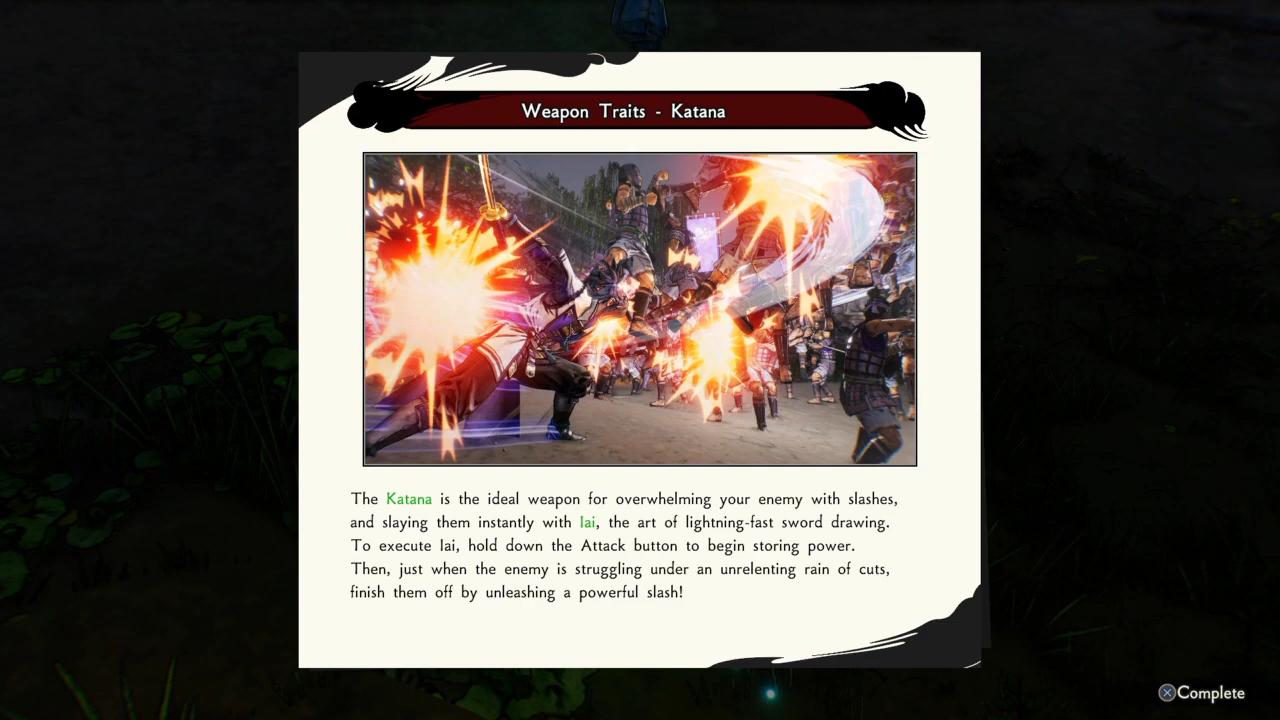 Weapon Traits - Katana
The Katana is the ideal weapon for overwhelming your enemy with slashes,
and slaying them instantly with Iai, the art of lightning-fast sword drawing.
To execute Iai, hold down the Attack button to begin storing power.
Then, just when the enemy is struggling under an unrelenting rain of cuts,
finish them off by unleashing a powerful slash!
Complete